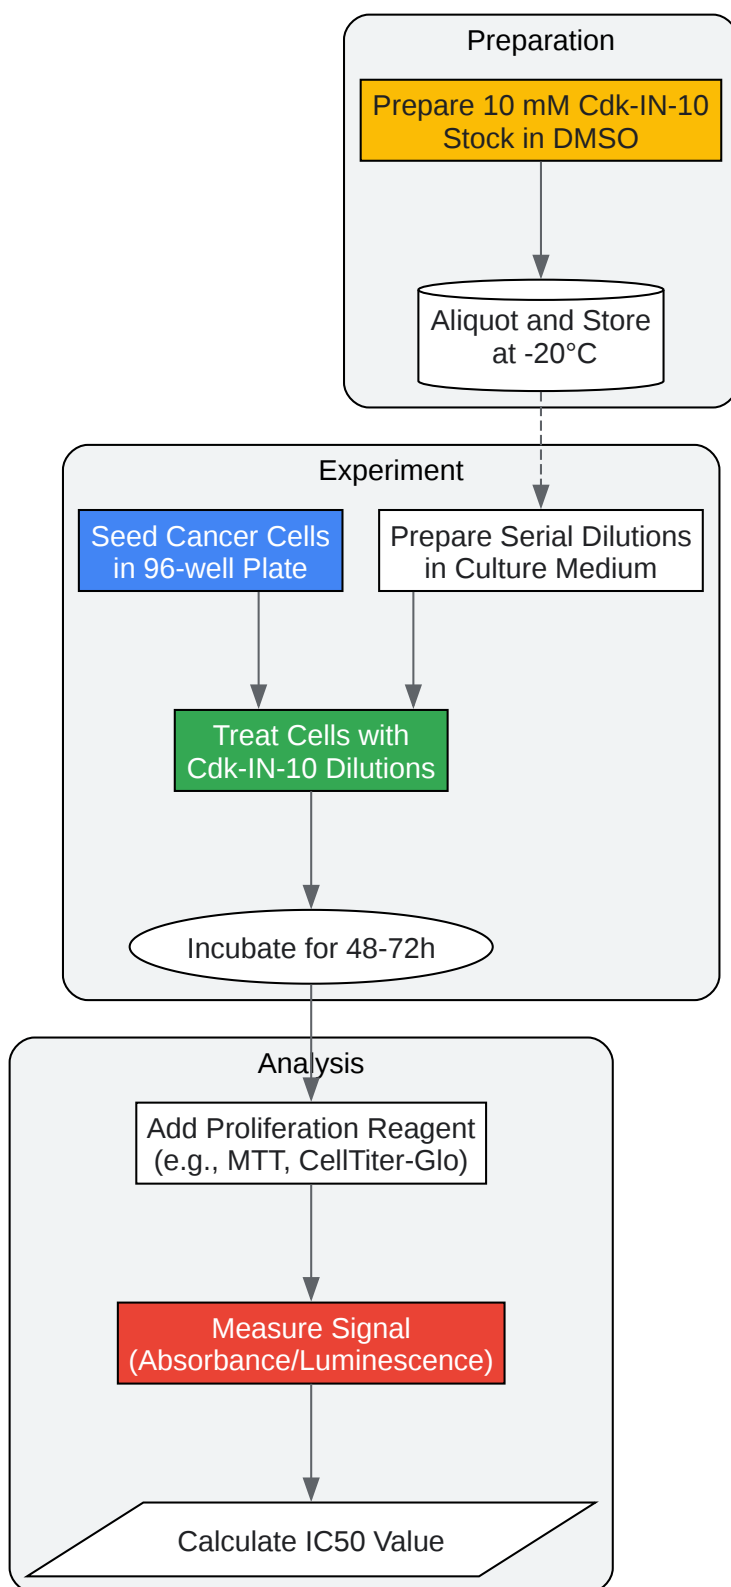 Preparation
Prepare 10 mM Cdk-IN-10
Stock in DMSO
Aliquot and Store
at -20°C
Experiment
Seed Cancer Cells
in 96-well Plate
Prepare Serial Dilutions
in Culture Medium
Treat Cells with
Cdk-IN-10 Dilutions
Incubate for 48-72h
Analysis
Add Proliferation Reagent
(e.g., MTT, CellTiter-Glo)
Measure Signal
(Absorbance/Luminescence)
Calculate IC50 Value